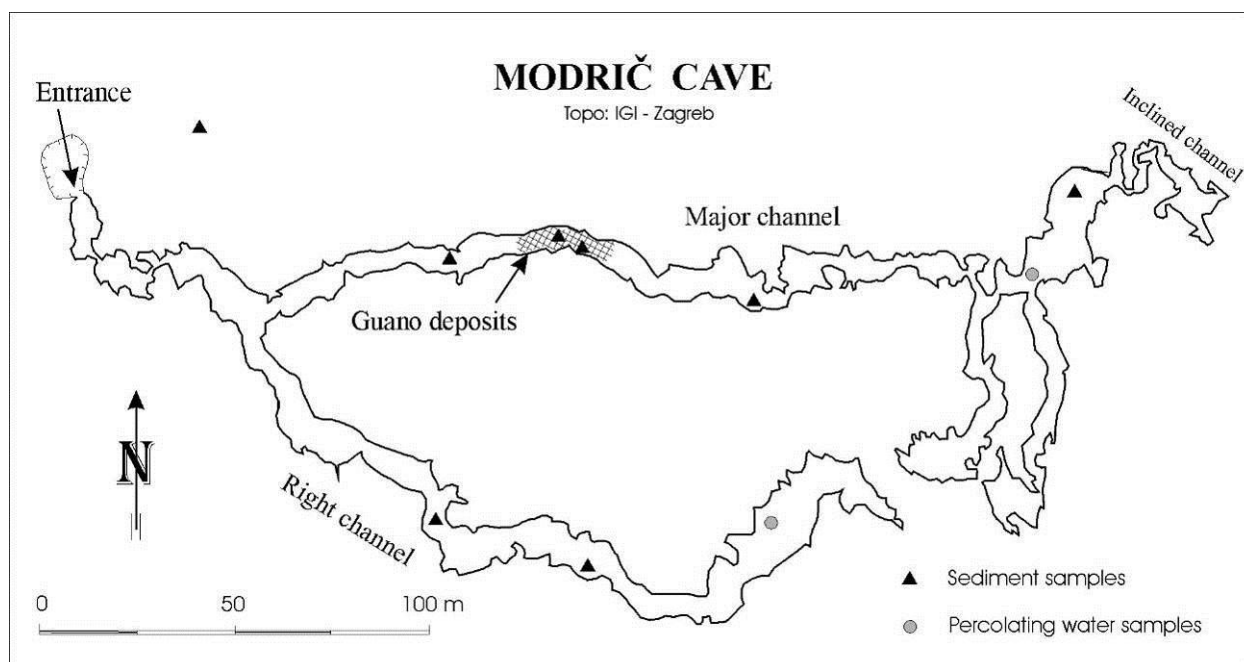 MODRIČ CAVE
Topo: IGI - Zagreb
Entrance
Inclined channel
Major channel
Guano deposits
N
Right channel
0 50 100 m
Sediment samples
Percolating water samples